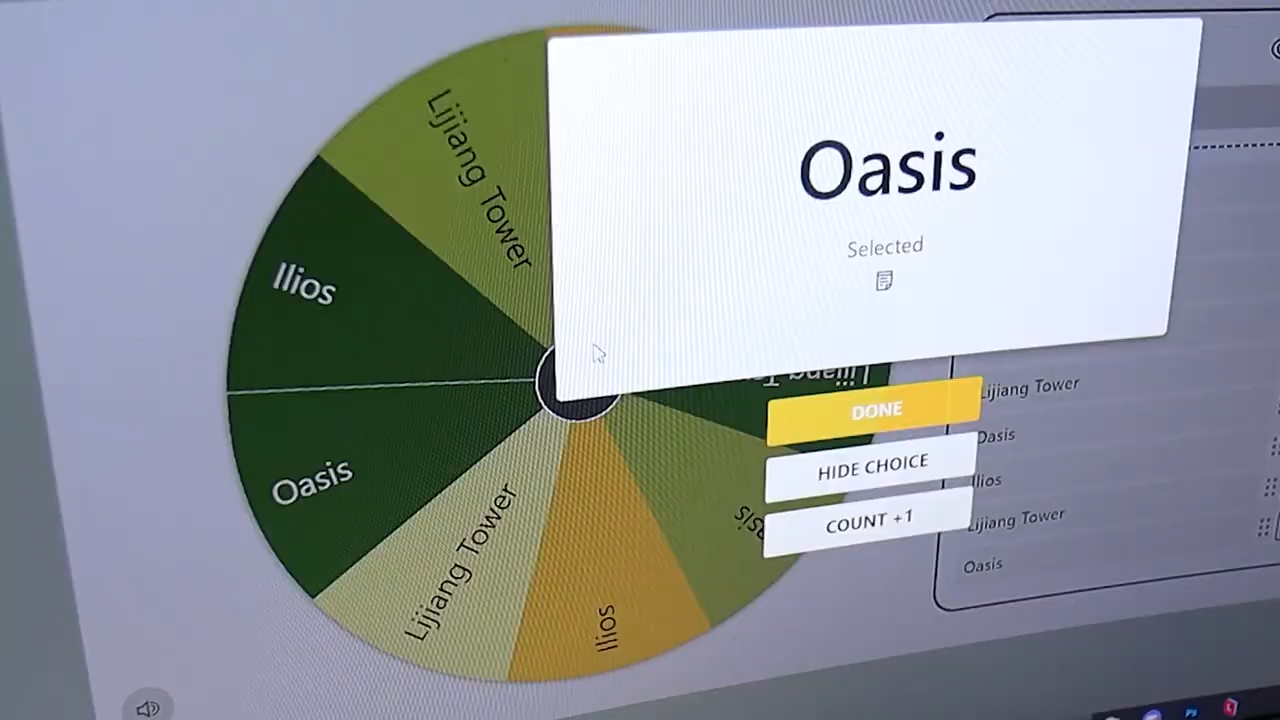 Lijiang Tower
Ilios
Oasis
Lijiang Tower
Ilios
Oasis
Selected
DONE
HIDE CHOICE
COUNT +1
Lijiang Tower
Oasis
Ilios
Lijiang Tower
Oasis